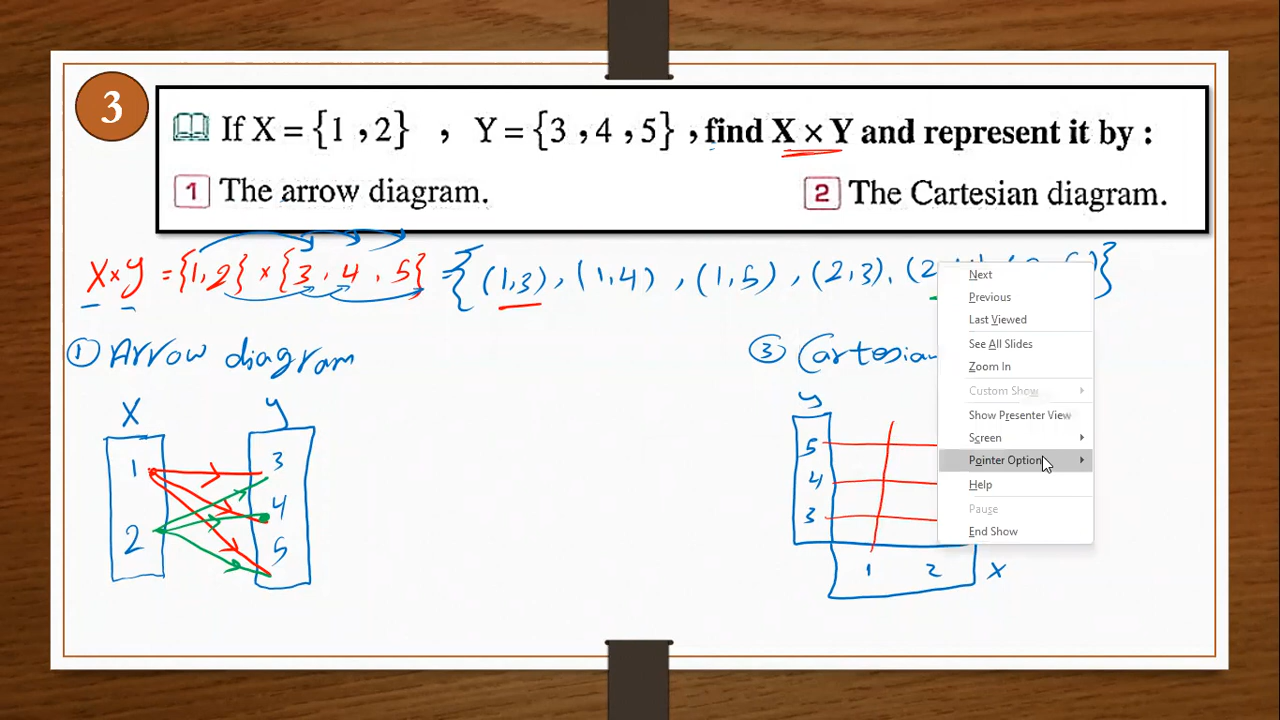 3
If X = {1 , 2} , Y = {3 , 4 , 5} , find X × Y and represent it by :
1 The arrow diagram. 2 The Cartesian diagram.
X × y = {1, 2} × {3, 4, 5} = { (1,3), (1,4), (1,5), (2,3), (2
① Arrow diagram
③ Cartesian
X y
1 3
2 4
5
y
5
4
3
1 2 X
Next
Previous
Last Viewed
See All Slides
Zoom In
Custom Show
Show Presenter View
Screen
Pointer Option
Help
Pause
End Show